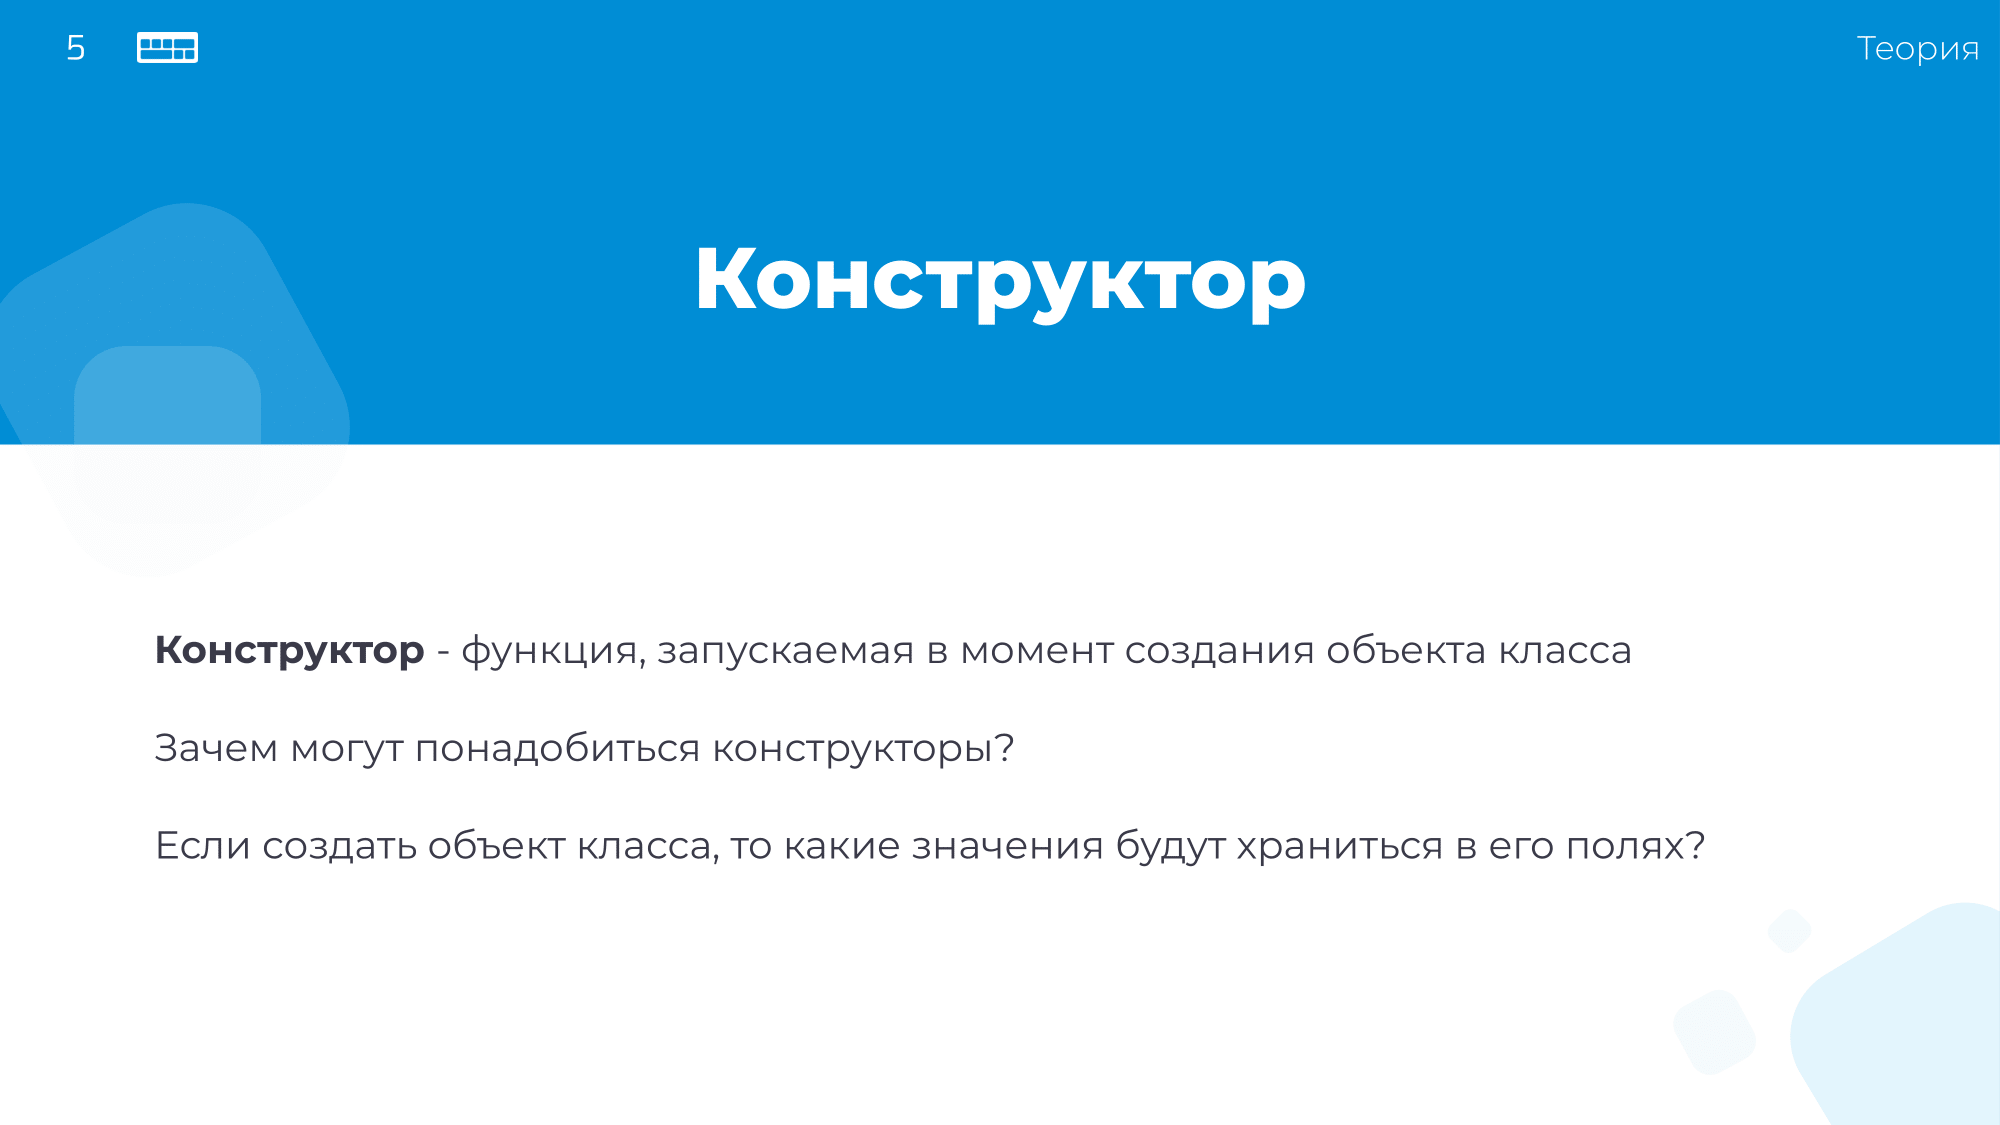 5
Теория
Конструктор
Конструктор - функция, запускаемая в момент создания объекта класса
Зачем могут понадобиться конструкторы?
Если создать объект класса, то какие значения будут храниться в его полях?